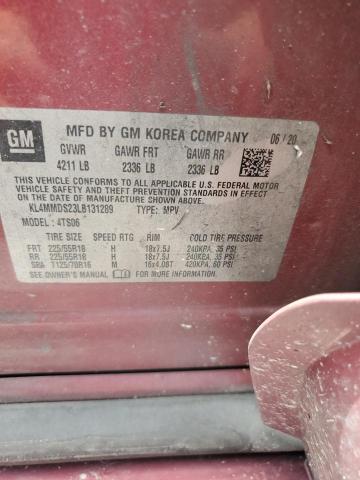 GM
MFD BY GM KOREA COMPANY 06 / 20
GVWR GAWR FRT GAWR RR
4211 LB 2336 LB 2336 LB
THIS VEHICLE CONFORMS TO ALL APPLICABLE U.S. FEDERAL MOTOR
VEHICLE SAFETY, BUMPER, AND THEFT PREVENTION STANDARDS IN EFFECT
ON THE DATE OF MANUFACTURE SHOWN ABOVE.
KL4MMDS23LB131289 TYPE: MPV
MODEL : 4TS06
TIRE SIZE SPEED RTG RIM COLD TIRE PRESSURE
FRT 225/55R18 H 18x7.5J 240KPA, 35 PSI
RR 225/55R18 H 18x7.5J 240KPA, 35 PSI
SPA T125/70R16 M 16x4.00T 420KPA, 60 PSI
SEE OWNER'S MANUAL FOR ADDITIONAL INFORMATION